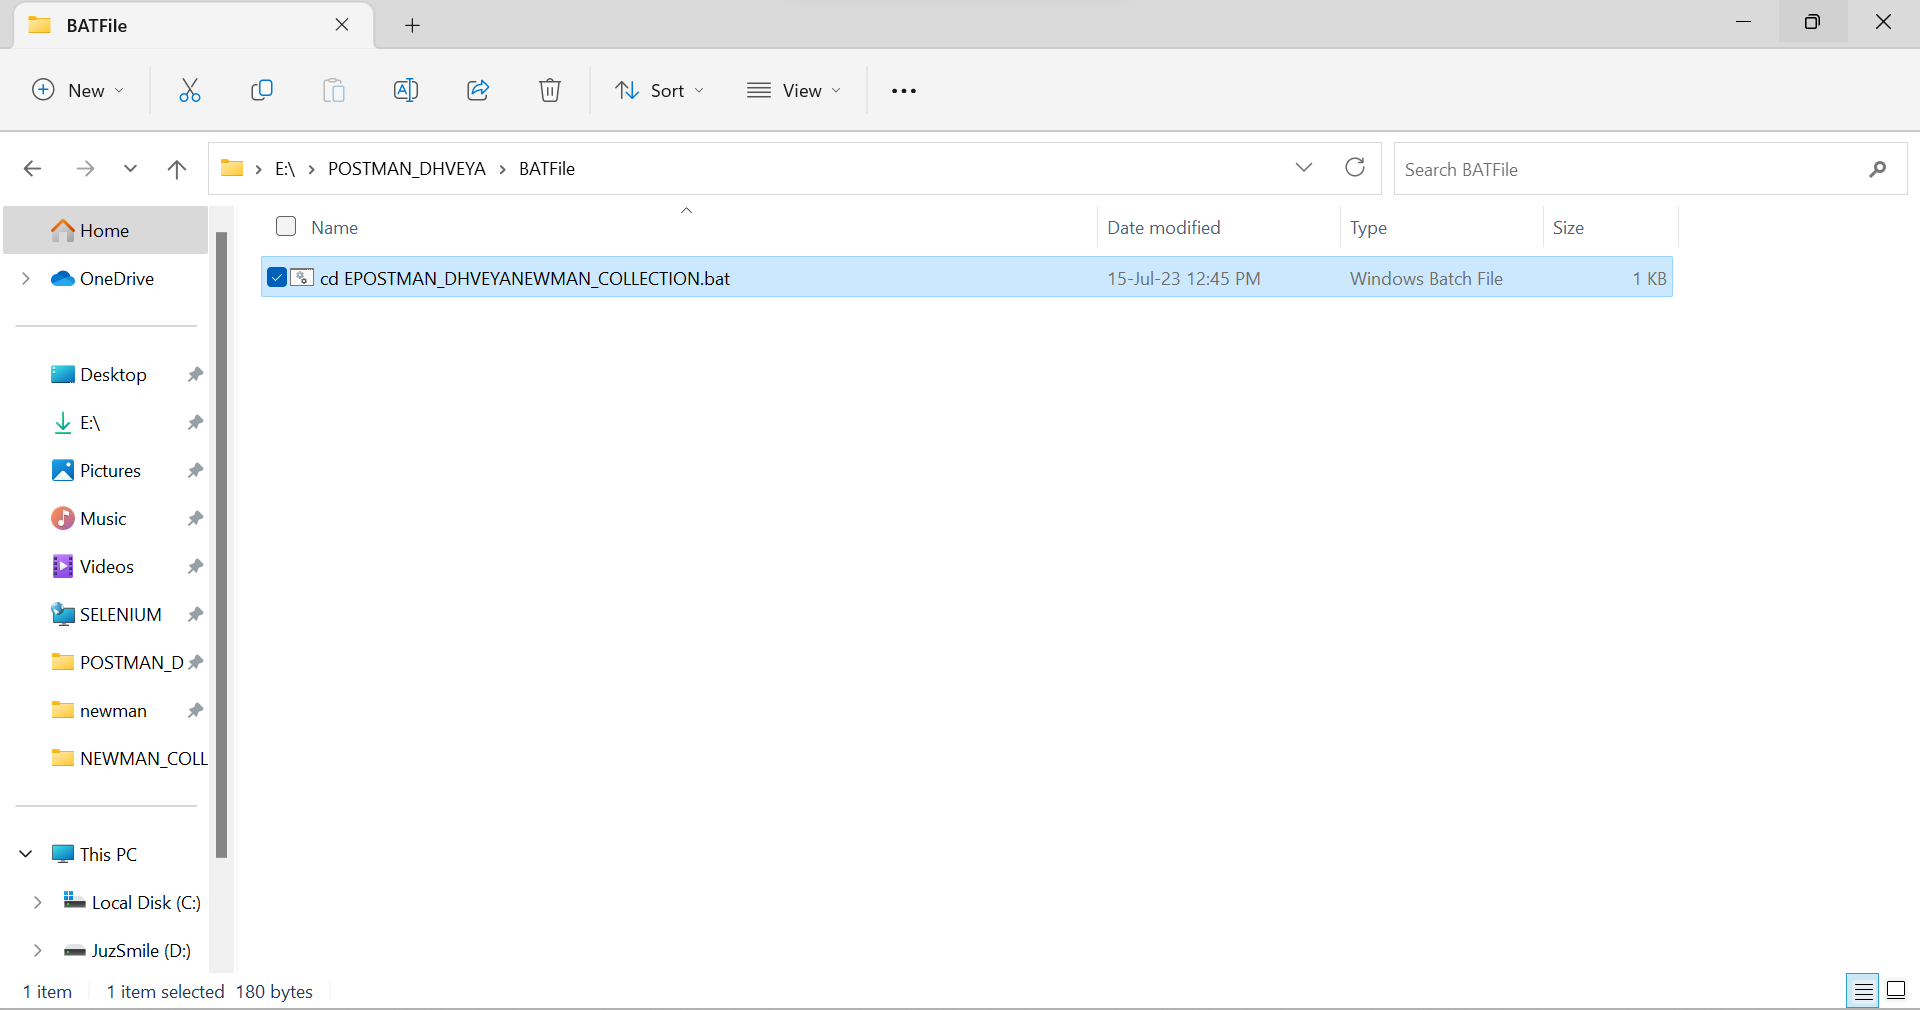 BATFile
New
Sort
View
E:\ > POSTMAN_DHVEYA > BATFile
Search BATFile
Home
Name
Date modified
Type
Size
OneDrive
cd EPOSTMAN_DHVEYANEWMAN_COLLECTION.bat
15-Jul-23 12:45 PM
Windows Batch File
1 KB
Desktop
E:\
Pictures
Music
Videos
SELENIUM
POSTMAN_D
newman
NEWMAN_COLL
This PC
Local Disk (C:)
JuzSmile (D:)
1 item
1 item selected 180 bytes